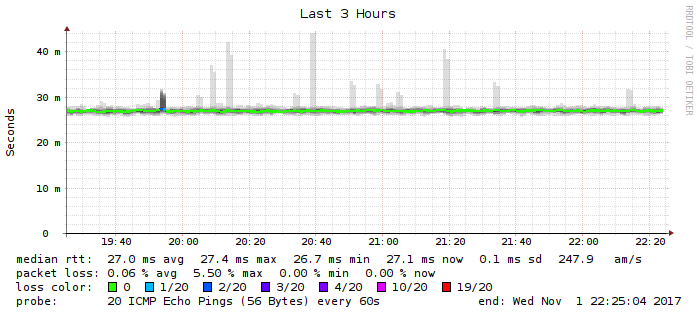 Last 3 Hours
RRDTOOL / TOBI OETIKER
Seconds
40 m
30 m
20 m
10 m
0
19:40 20:00 20:20 20:40 21:00 21:20 21:40 22:00 22:20
median rtt: 27.0 ms avg 27.4 ms max 26.7 ms min 27.1 ms now 0.1 ms sd 247.9 am/s
packet loss: 0.06 % avg 5.50 % max 0.00 % min 0.00 % now
loss color: 0 1/20 2/20 3/20 4/20 10/20 19/20
probe: 20 ICMP Echo Pings (56 Bytes) every 60s end: Wed Nov 1 22:25:04 2017